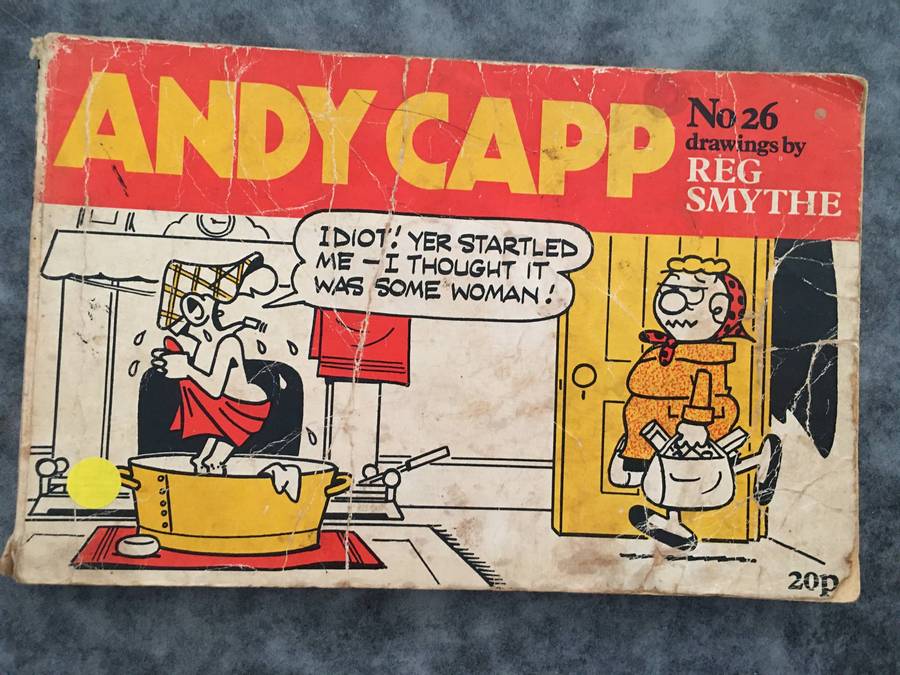 ANDY CAPP
No 26
drawings by
REG
SMYTHE
IDIOT! YER STARTLED
ME – I THOUGHT IT
WAS SOME WOMAN!
20p